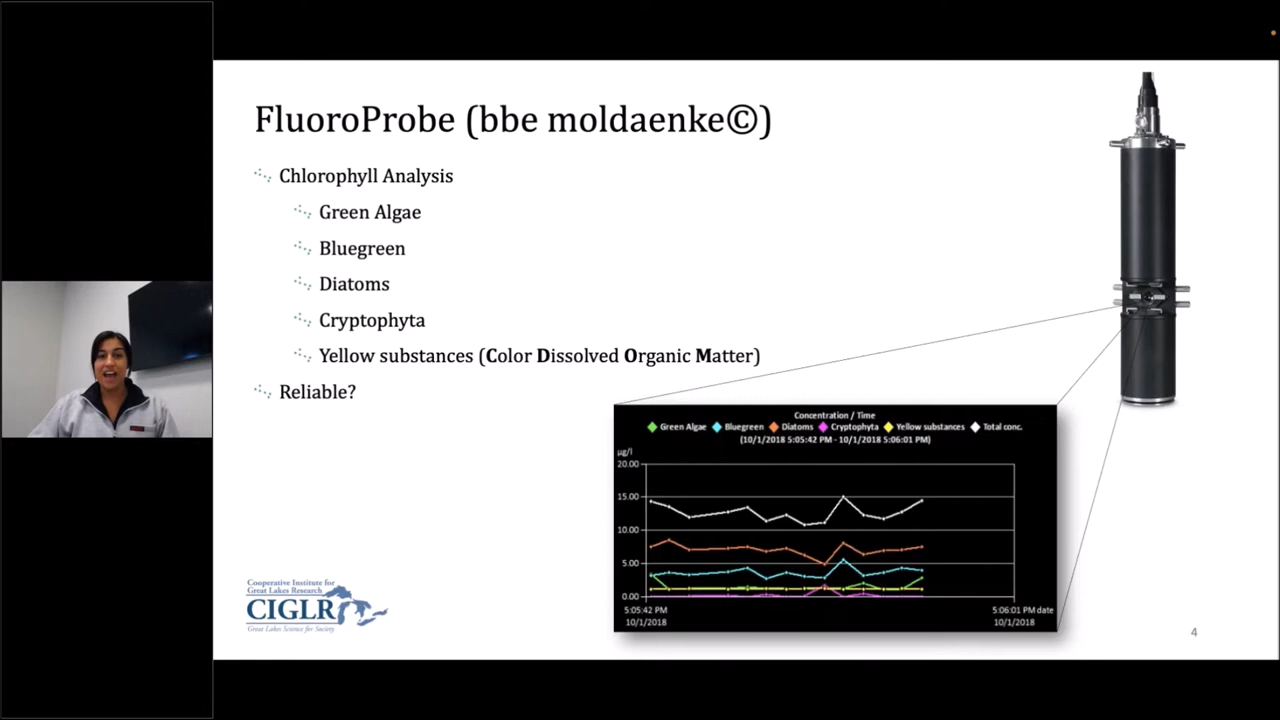 FluoroProbe (bbe moldaenke©)
Chlorophyll Analysis
Green Algae
Bluegreen
Diatoms
Cryptophyta
Yellow substances (Color Dissolved Organic Matter)
Reliable?
Concentration / Time
Green Algae Bluegreen Diatoms Cryptophyta Yellow substances Total conc.
(10/1/2018 5:05:42 PM - 10/1/2018 5:06:01 PM)
µg/l
20.00
15.00
10.00
5.00
0.00
5:05:42 PM 5:06:01 PM date
10/1/2018 10/1/2018
Cooperative Institute for
Great Lakes Research
CIGLR
Great Lakes Science for Society
4